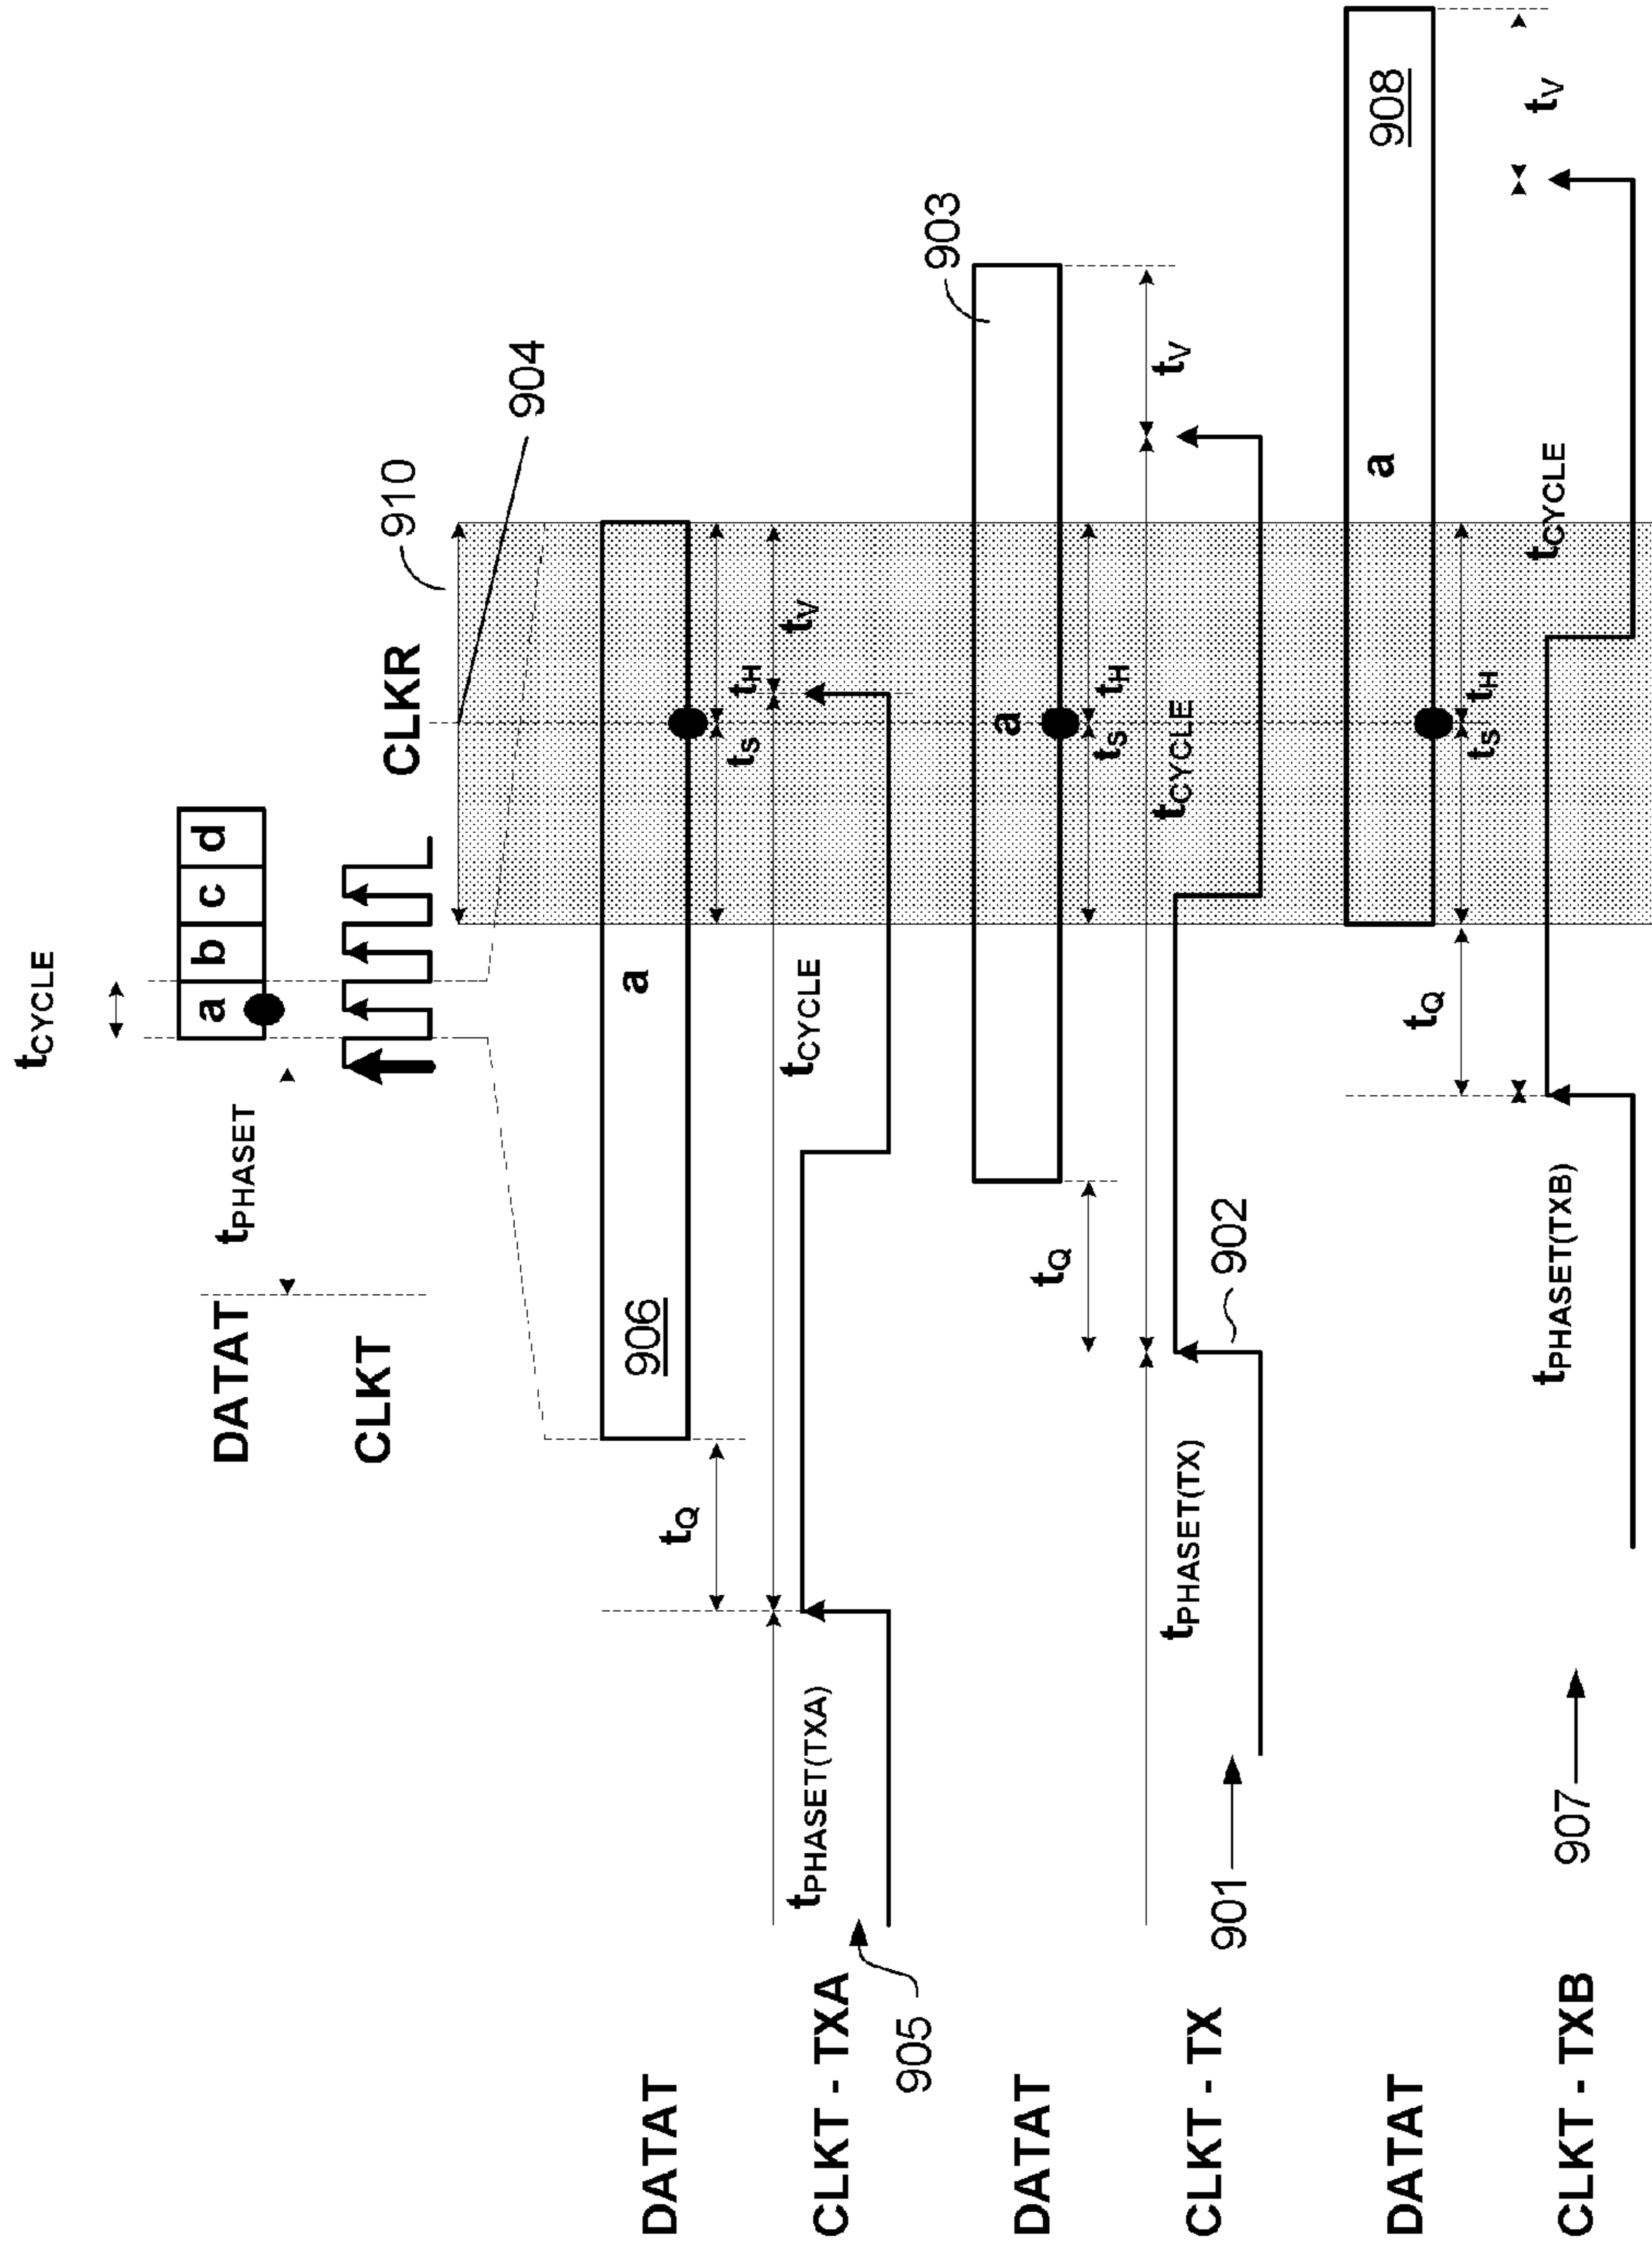 tCYCLE
DATAT
tPHASET
a b c d
CLKT
CLKR
910
904
DATAT
906
a
tQ
tS
tH
CLKT - TXA
905
tPHASET(TXA)
tCYCLE
tV
DATAT
903
a
tQ
tS
tH
CLKT - TX
901
tPHASET(TX)
902
tCYCLE
tV
DATAT
a
908
tQ
tS
tH
CLKT - TXB
907
tPHASET(TXB)
tCYCLE
tV